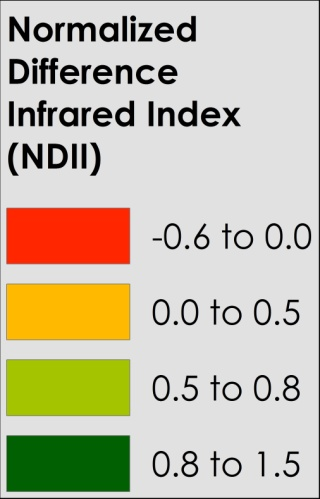 Normalized
Difference
Infrared Index
(NDII)
-0.6 to 0.0
0.0 to 0.5
0.5 to 0.8
0.8 to 1.5